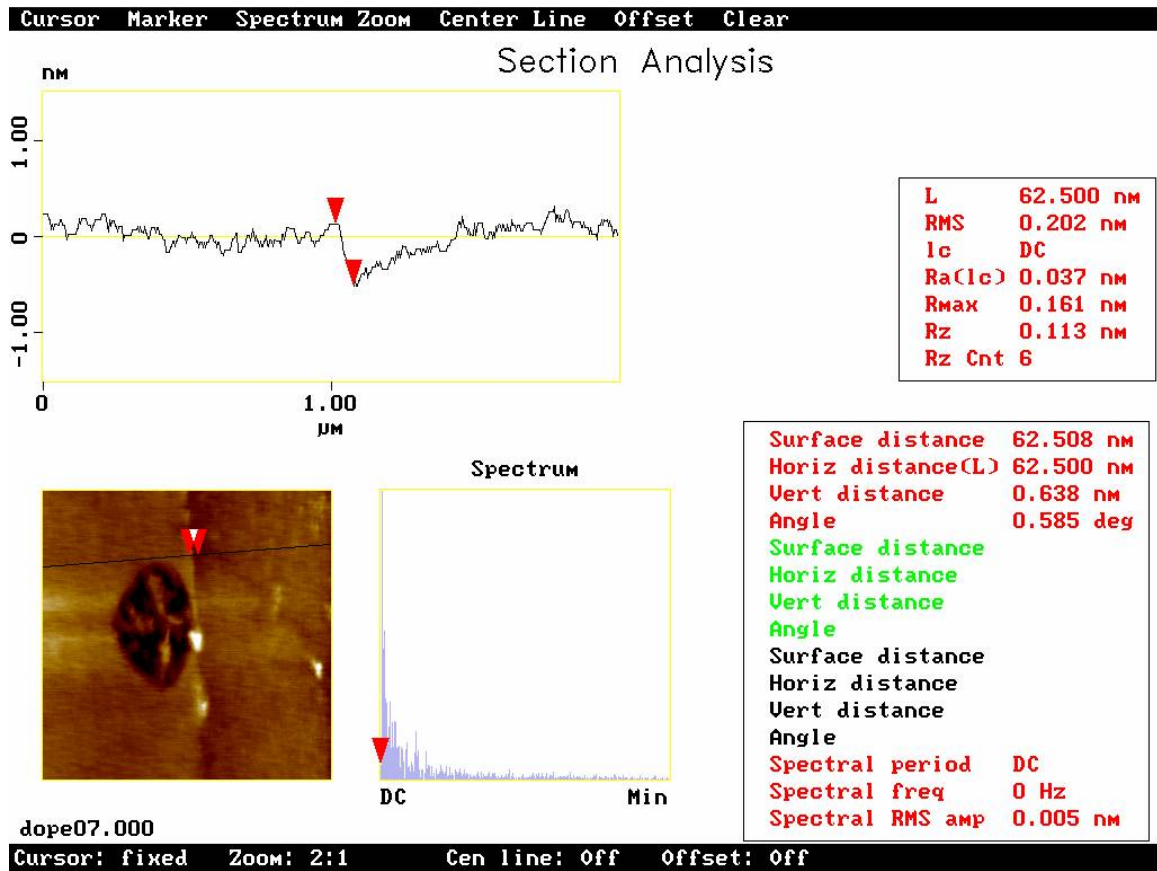 Cursor Marker Spectrum Zoom Center Line Offset Clear
Section Analysis
nM
1.00
0
-1.00
0 1.00
µM
L 62.500 nM
RMS 0.202 nM
lc DC
Ra(lc) 0.037 nM
Rmax 0.161 nM
Rz 0.113 nM
Rz Cnt 6
Surface distance 62.508 nM
Horiz distance(L) 62.500 nM
Vert distance 0.638 nM
Angle 0.585 deg
Surface distance
Horiz distance
Vert distance
Angle
Surface distance
Horiz distance
Vert distance
Angle
Spectral period DC
Spectral freq 0 Hz
Spectral RMS amp 0.005 nM
Spectrum
DC Min
dope07.000
Cursor: fixed Zoom: 2:1 Cen line: Off Offset: Off